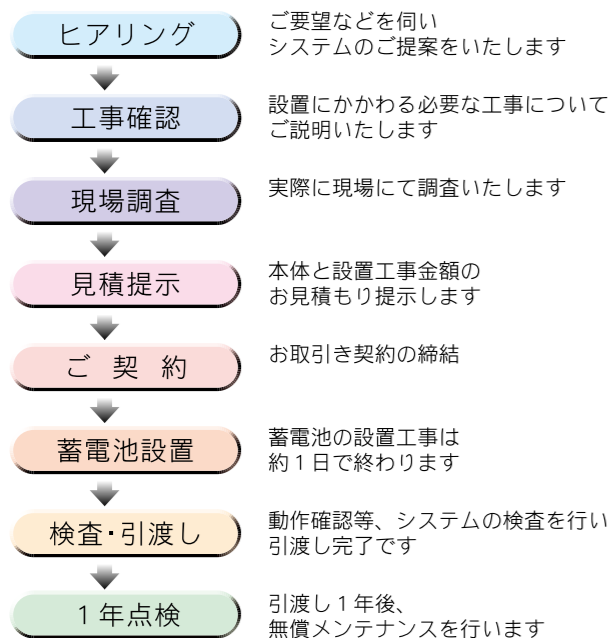 ヒアリング
ご要望などを伺い
システムのご提案をいたします
工事確認
設置にかかわる必要な工事について
ご説明いたします
現場調査
実際に現場にて調査いたします
見積提示
本体と設置工事金額の
お見積もり提示します
ご契約
お取引き契約の締結
蓄電池設置
蓄電池の設置工事は
約１日で終わります
検査・引渡し
動作確認等、システムの検査を行い
引渡し完了です
１年点検
引渡し１年後、
無償メンテナンスを行います